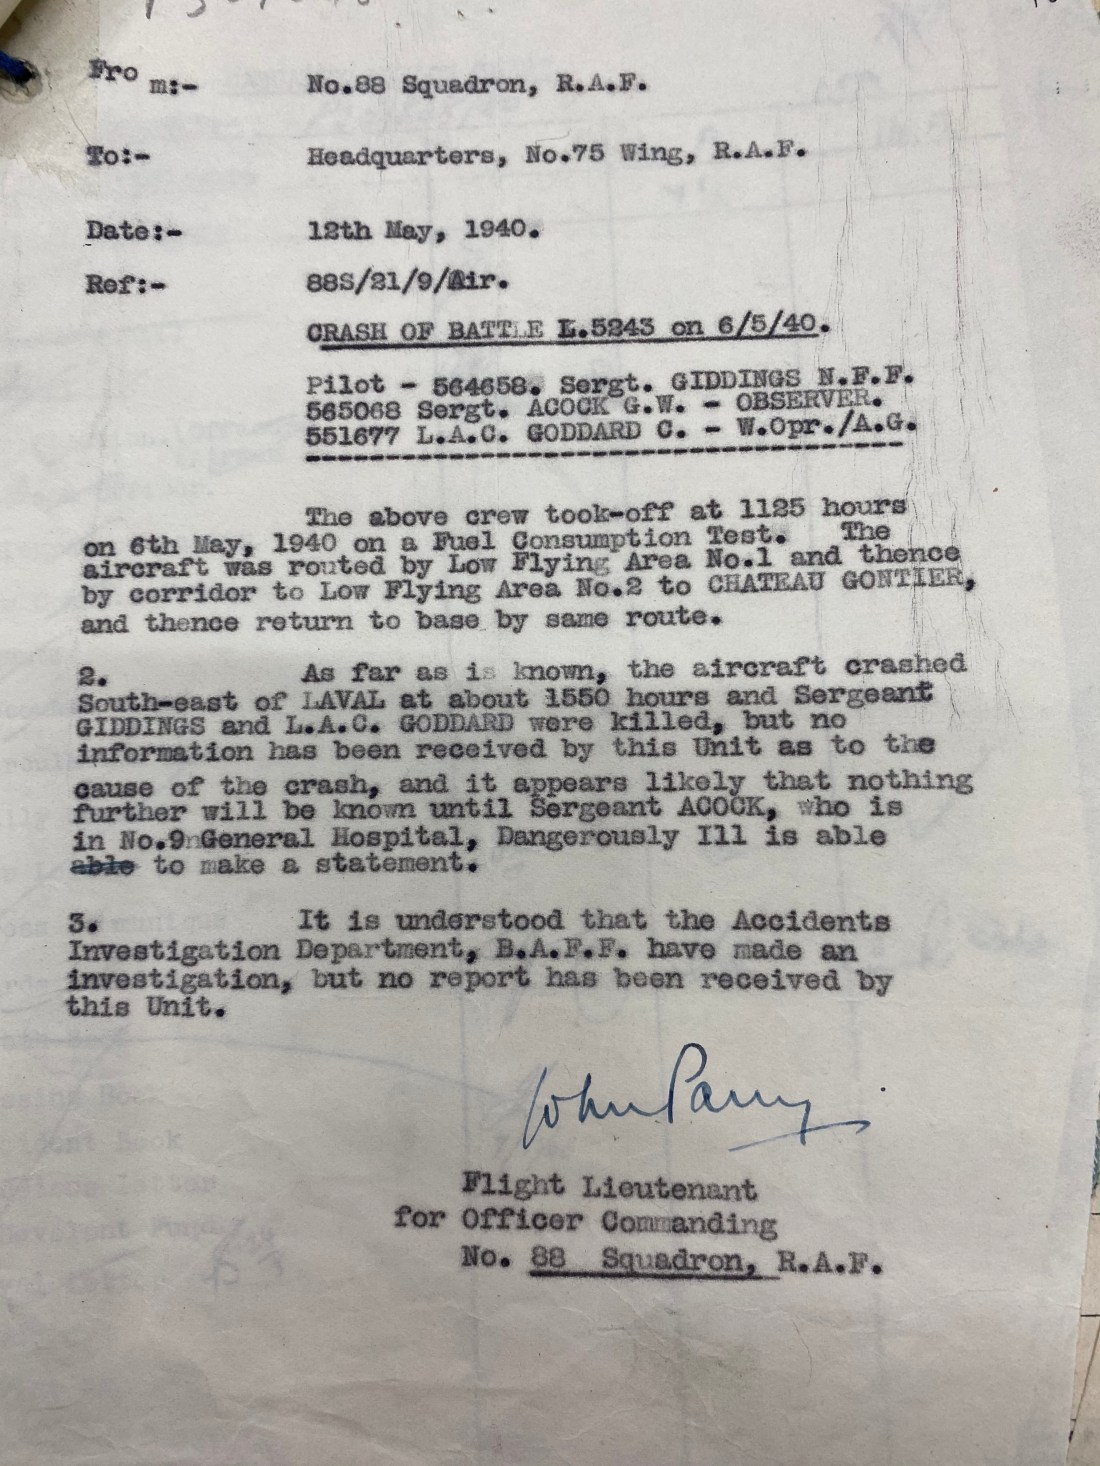 From:-	No.88 Squadron, R.A.F.
To:-	Headquarters, No.75 Wing, R.A.F.
Date:-	12th May, 1940.
Ref:-	88S/21/9/Air.
CRASH OF BATTLE L.5243 on 6/5/40.
Pilot - 564658. Sergt. GIDDINGS N.F.F.
565068 Sergt. ACOCK G.W. - OBSERVER.
551677 L.A.C. GODDARD C. - W.Opr./A.G.
The above crew took-off at 1125 hours
on 6th May, 1940 on a Fuel Consumption Test. The
aircraft was routed by Low Flying Area No.1 and thence
by corridor to Low Flying Area No.2 to CHATEAU GONTIER,
and thence return to base by same route.
2. As far as is known, the aircraft crashed
South-east of LAVAL at about 1550 hours and Sergeant
GIDDINGS and L.A.C. GODDARD were killed, but no
information has been received by this Unit as to the
cause of the crash, and it appears likely that nothing
further will be known until Sergeant ACOCK, who is
in No.9 General Hospital, Dangerously Ill is able
able to make a statement.
3. It is understood that the Accidents
Investigation Department, B.A.F.F. have made an
investigation, but no report has been received by
this Unit.
John Parry
Flight Lieutenant
for Officer Commanding
No. 88 Squadron, R.A.F.